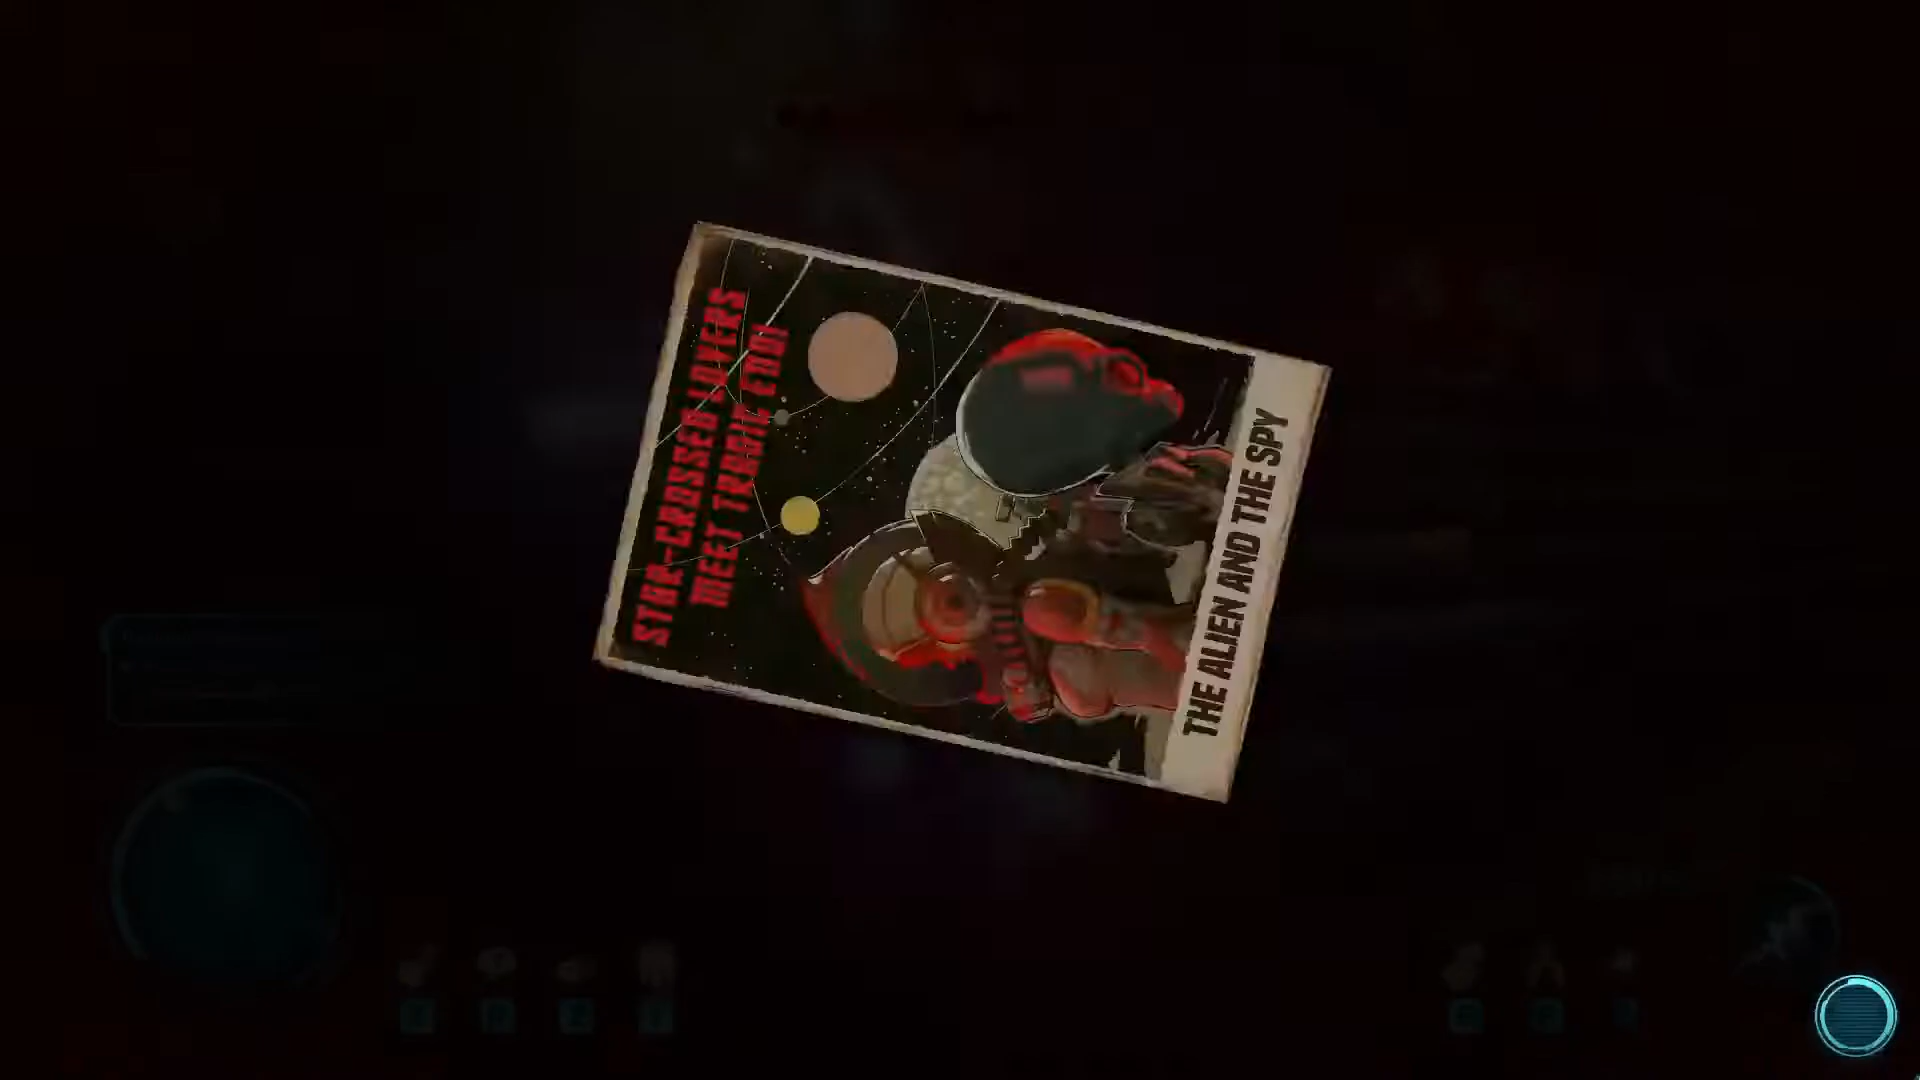 STAR-CROSSED LOVERS
MEET TRAGIC END!
THE ALIEN AND THE SPY